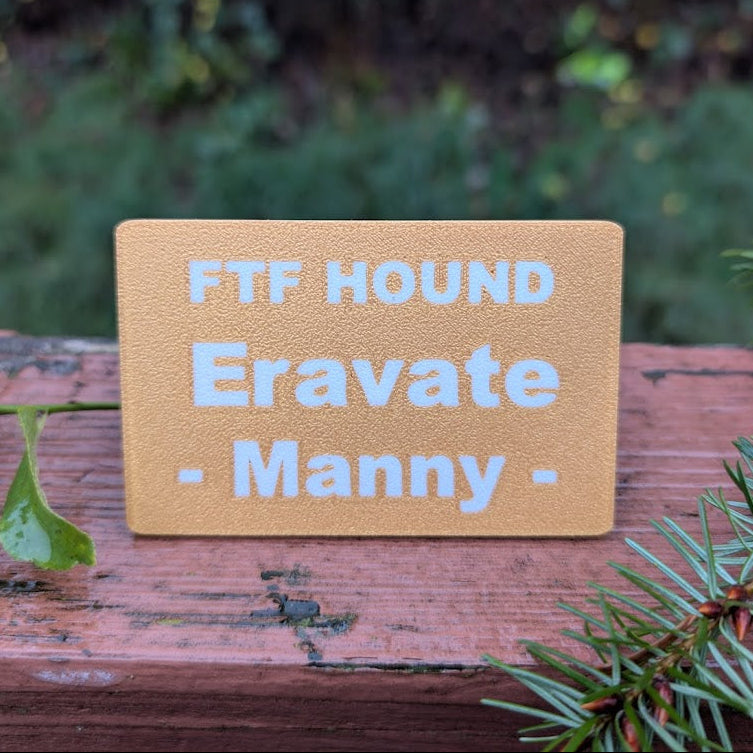 FTF HOUND
Eravate
- Manny -